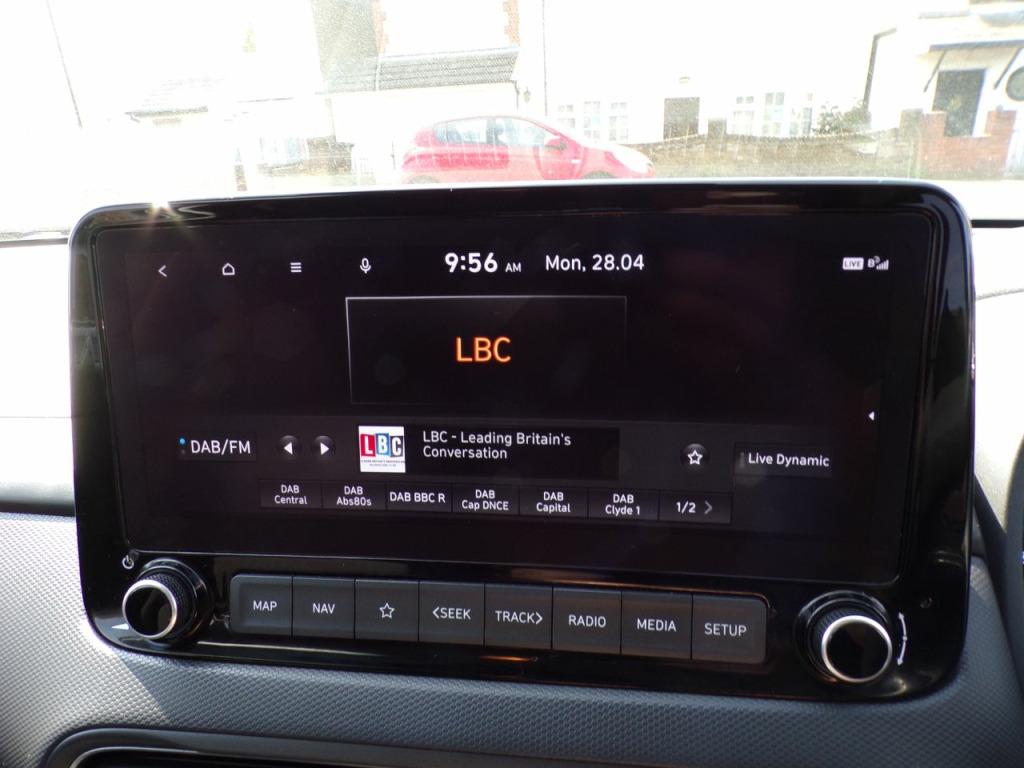 9:56 AM Mon, 28.04
LIVE
LBC
DAB/FM
LBC
LBC - Leading Britain's
Conversation
Live Dynamic
DAB
Central
DAB
Abs80s
DAB BBC R
DAB
Cap DNCE
DAB
Capital
DAB
Clyde 1
1/2 >
MAP
NAV
<SEEK
TRACK>
RADIO
MEDIA
SETUP